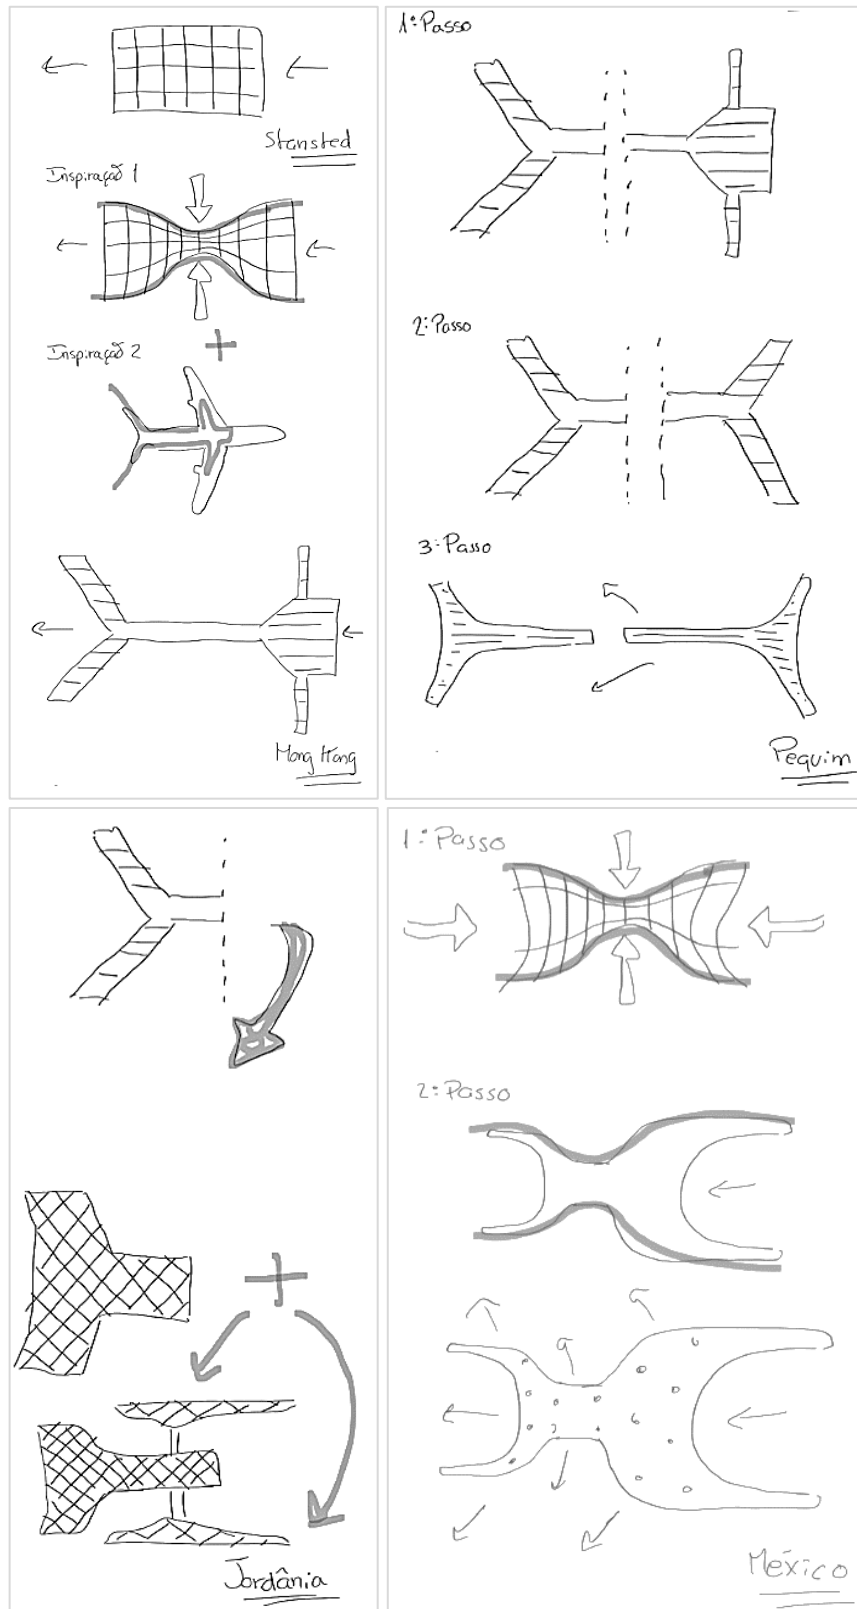 Stansted
Inspiração 1
Inspiração 2
Hong Kong
1º Passo
2º Passo
3º Passo
Pequim
Jordânia
1º Passo
2º Passo
México